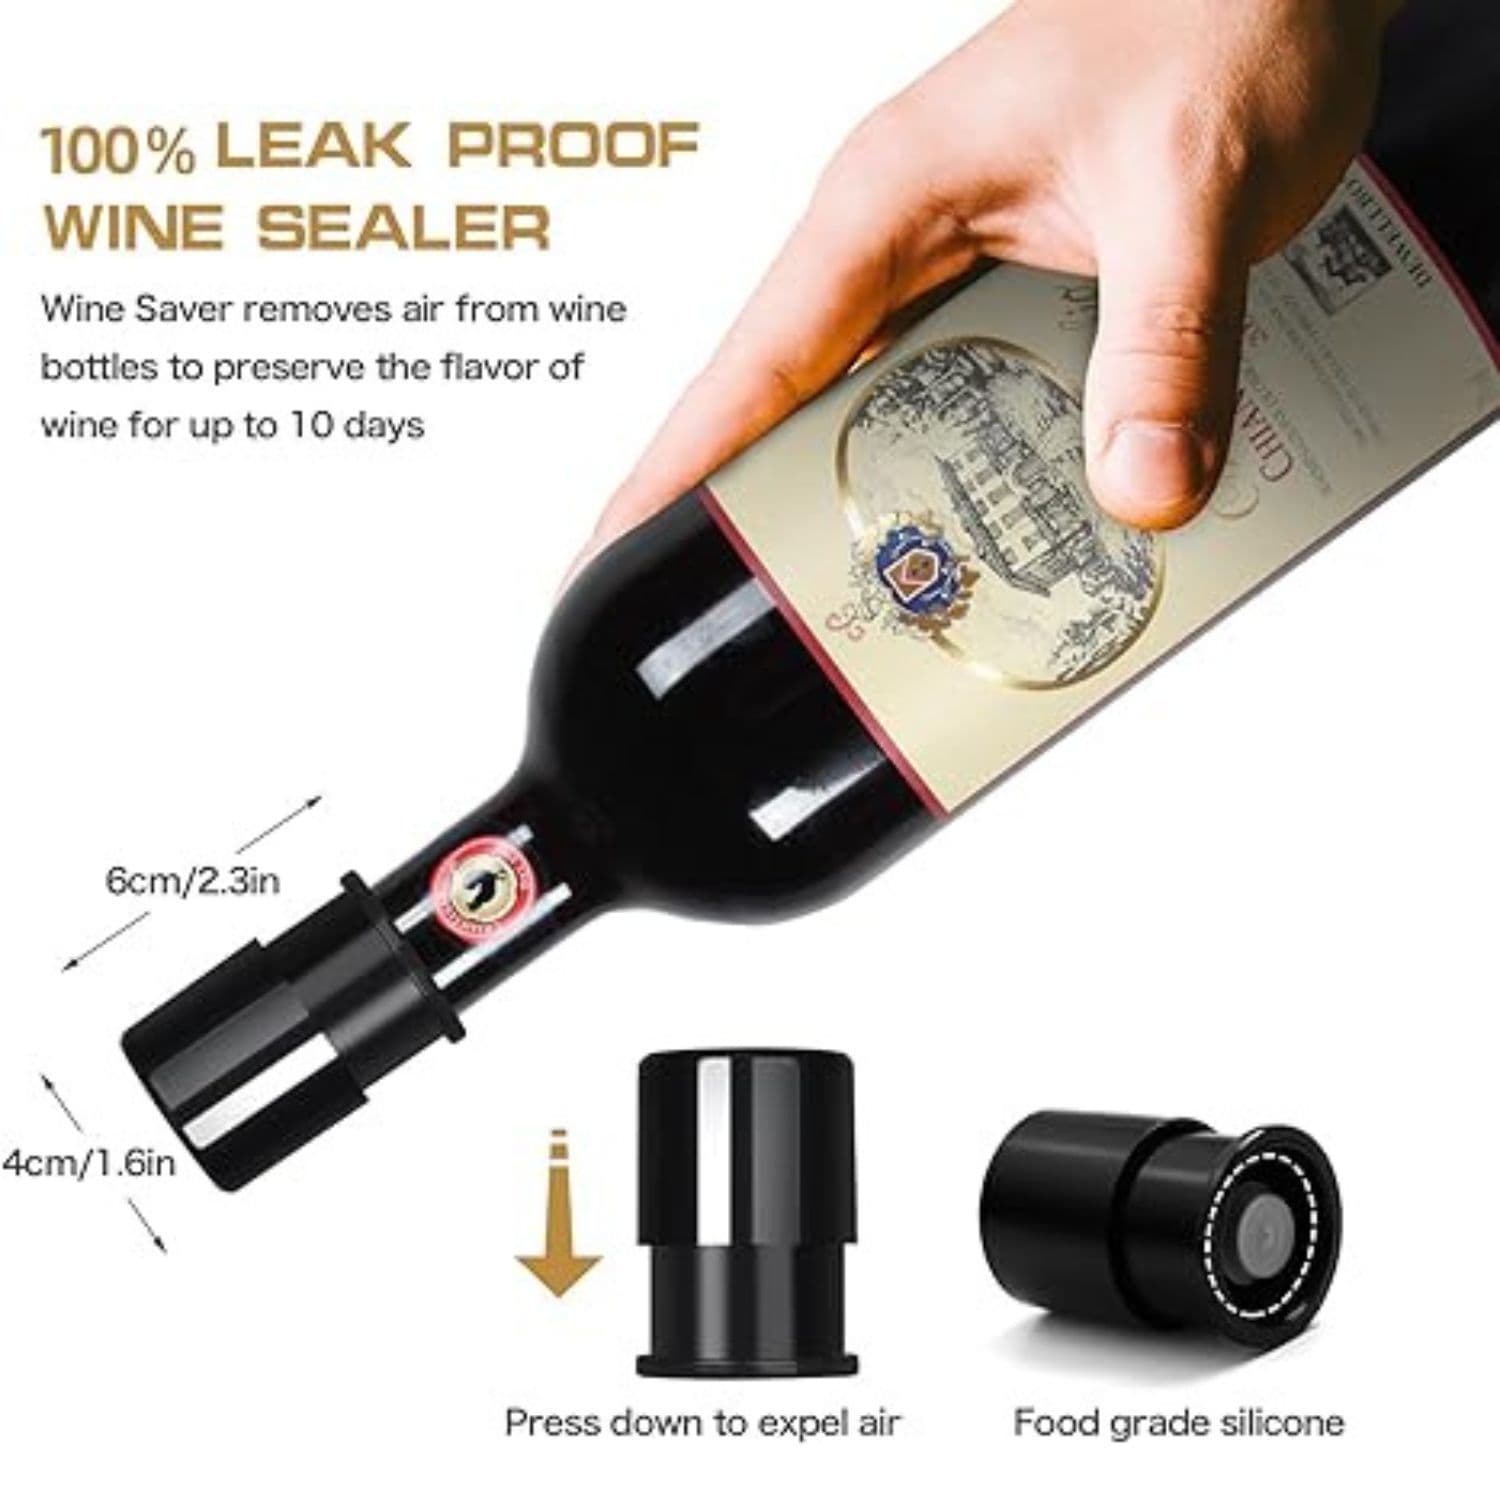 100% LEAK PROOF
WINE SEALER
Wine Saver removes air from wine
bottles to preserve the flavor of
wine for up to 10 days
6cm/2.3in
4cm/1.6in
Press down to expel air
Food grade silicone